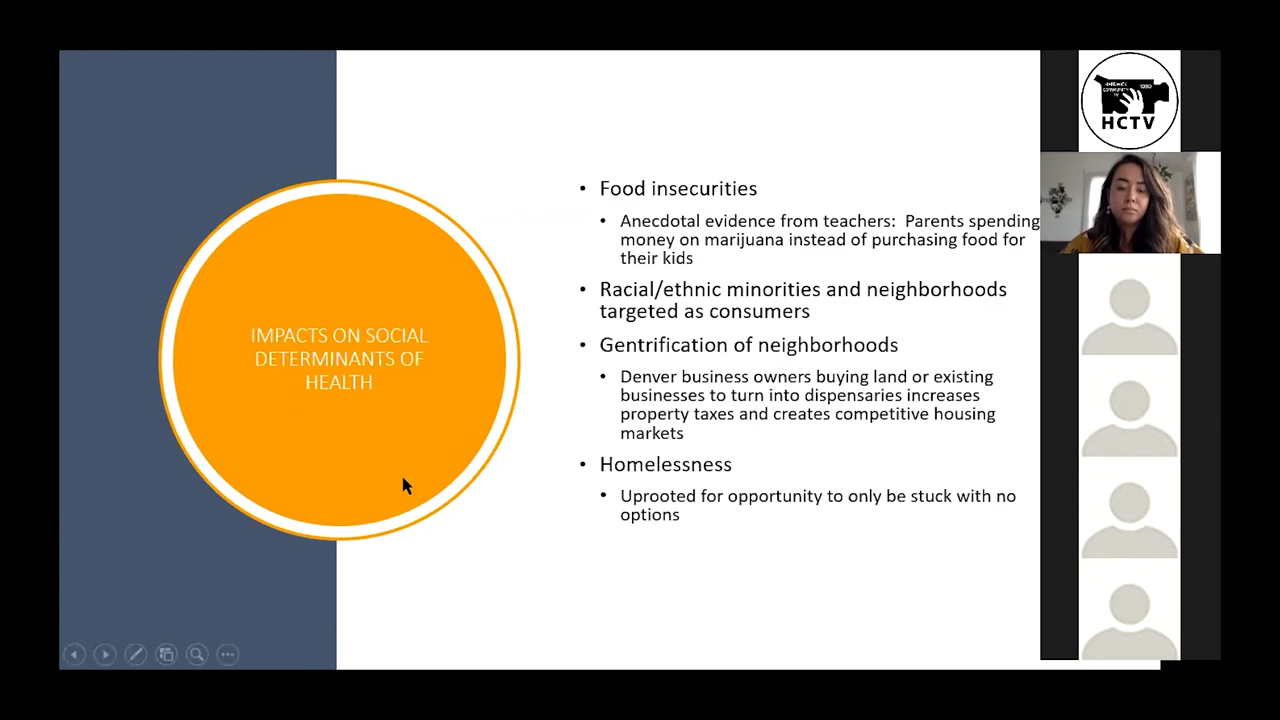 HCTV
IMPACTS ON SOCIAL
DETERMINANTS OF
HEALTH
• Food insecurities
• Anecdotal evidence from teachers: Parents spending
money on marijuana instead of purchasing food for
their kids
• Racial/ethnic minorities and neighborhoods
targeted as consumers
• Gentrification of neighborhoods
• Denver business owners buying land or existing
businesses to turn into dispensaries increases
property taxes and creates competitive housing
markets
• Homelessness
• Uprooted for opportunity to only be stuck with no
options